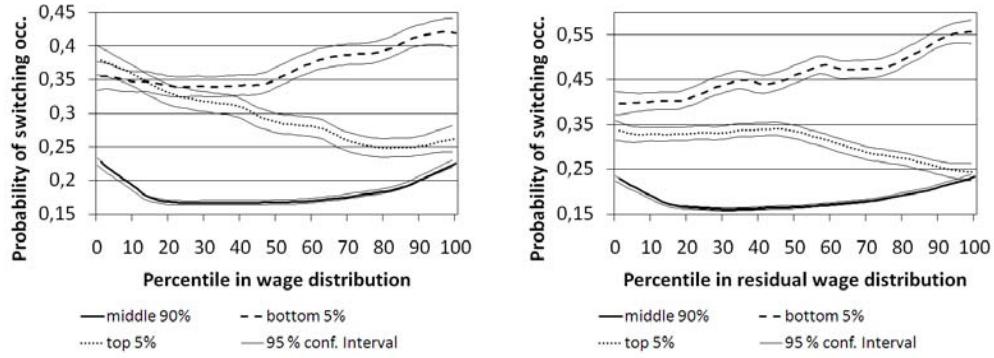 Probability of switching occ.
0,45
0,4
0,35
0,3
0,25
0,2
0,15
0 10 20 30 40 50 60 70 80 90 100
Percentile in wage distribution
middle 90%
bottom 5%
top 5%
95 % conf. Interval
Probability of switching occ.
0,55
0,45
0,35
0,25
0,15
0 10 20 30 40 50 60 70 80 90 100
Percentile in residual wage distribution
middle 90%
bottom 5%
top 5%
95 % conf. Interval